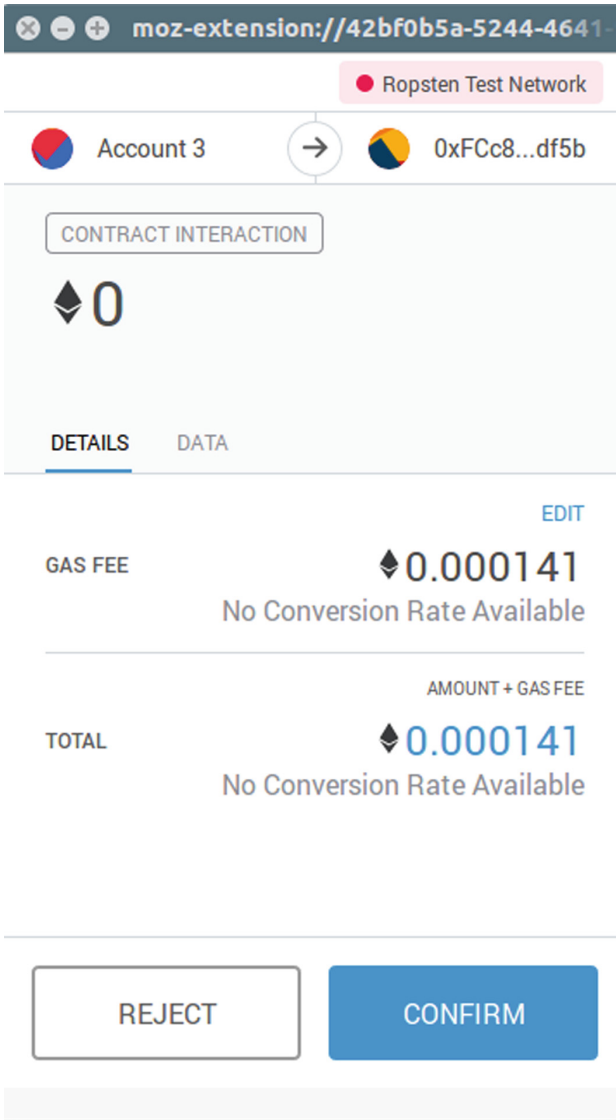 moz-extension://42bf0b5a-5244-4641-
Ropsten Test Network
Account 3
0xFCc8...df5b
CONTRACT INTERACTION
0
DETAILS DATA
EDIT
GAS FEE 0.000141
No Conversion Rate Available
AMOUNT + GAS FEE
TOTAL 0.000141
No Conversion Rate Available
REJECT CONFIRM